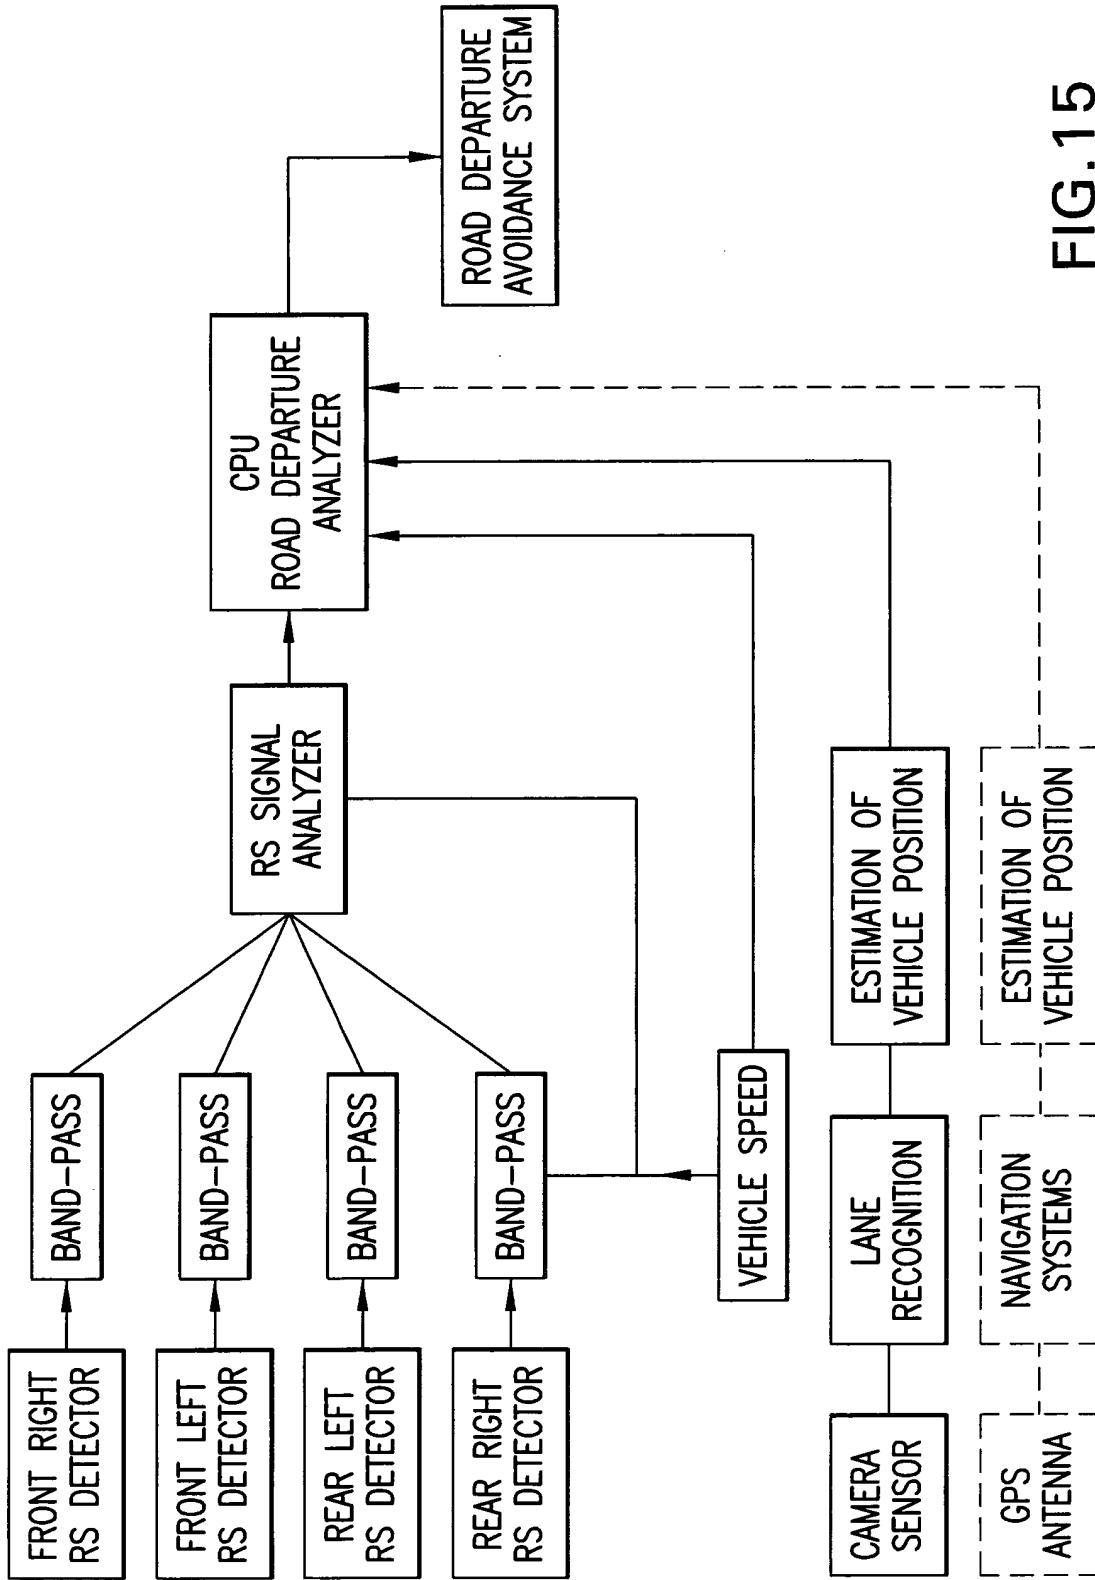 FRONT RIGHT
RS DETECTOR
BAND-PASS
FRONT LEFT
RS DETECTOR
BAND-PASS
REAR LEFT
RS DETECTOR
BAND-PASS
REAR RIGHT
RS DETECTOR
BAND-PASS
RS SIGNAL
ANALYZER
CPU
ROAD DEPARTURE
ANALYZER
ROAD DEPARTURE
AVOIDANCE SYSTEM
VEHICLE SPEED
CAMERA
SENSOR
LANE
RECOGNITION
ESTIMATION OF
VEHICLE POSITION
GPS
ANTENNA
NAVIGATION
SYSTEMS
ESTIMATION OF
VEHICLE POSITION
FIG.15